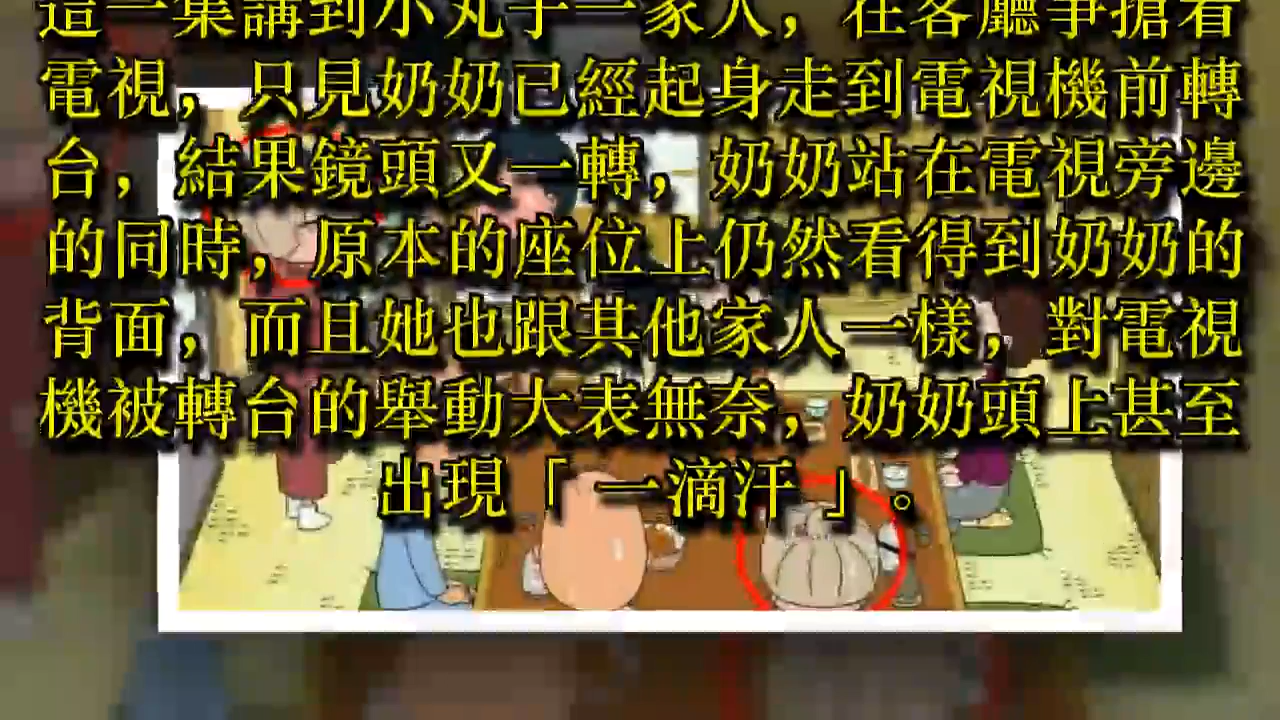 這一集講到小丸子一家人，在客廳爭搶看
電視，只見奶奶已經起身走到電視機前轉
台，結果鏡頭又一轉，奶奶站在電視旁邊
的同時，原本的座位上仍然看得到奶奶的
背面，而且她也跟其他家人一樣，對電視
機被轉台的舉動大表無奈，奶奶頭上甚至
出現「一滴汗」。